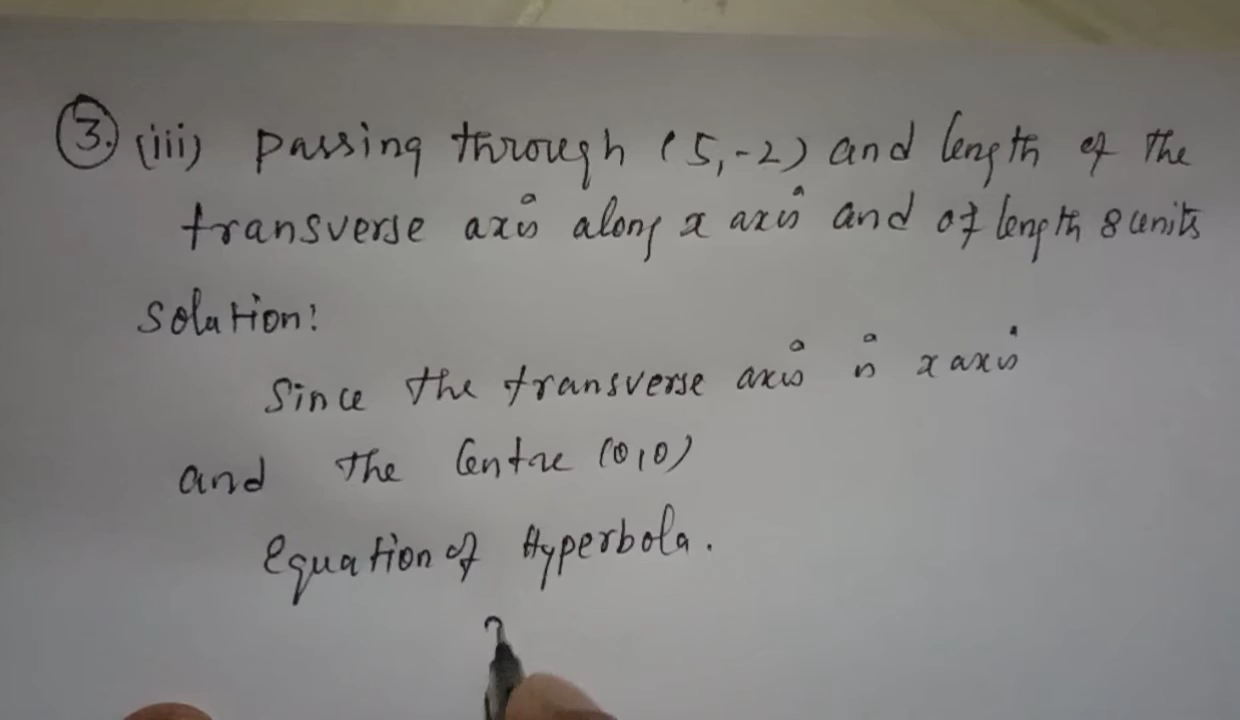 3. (iii) passing through (5,-2) and length of the
transverse axis along x axis and of length 8 units
Solution:
Since the transverse axis is x axis
and the Centre (0,0)
equation of Hyperbola.